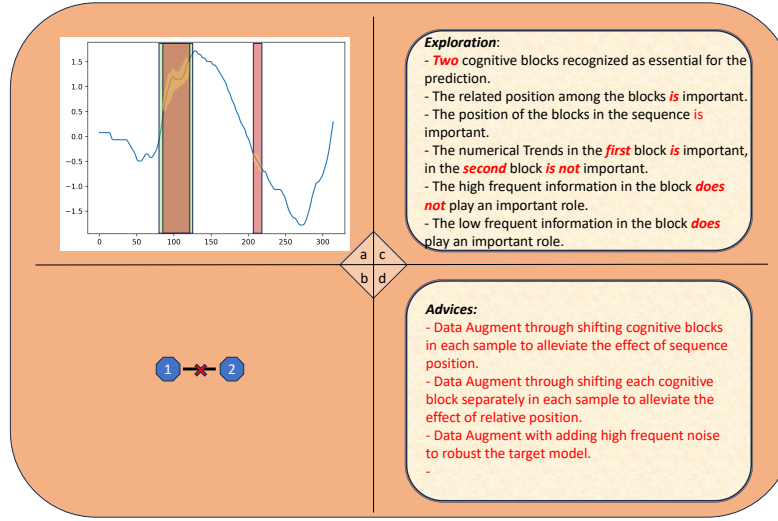 1.5
1.0
0.5
0.0
−0.5
−1.0
−1.5
0 50 100 150 200 250 300
Exploration:
- Two cognitive blocks recognized as essential for the
prediction.
- The related position among the blocks is important.
- The position of the blocks in the sequence is
important.
- The numerical Trends in the first block is important,
in the second block is not important.
- The high frequent information in the block does
not play an important role.
- The low frequent information in the block does
play an important role.
a c
b d
1 2
Advices:
- Data Augment through shifting cognitive blocks
in each sample to alleviate the effect of sequence
position.
- Data Augment through shifting each cognitive
block separately in each sample to alleviate the
effect of relative position.
- Data Augment with adding high frequent noise
to robust the target model.
-